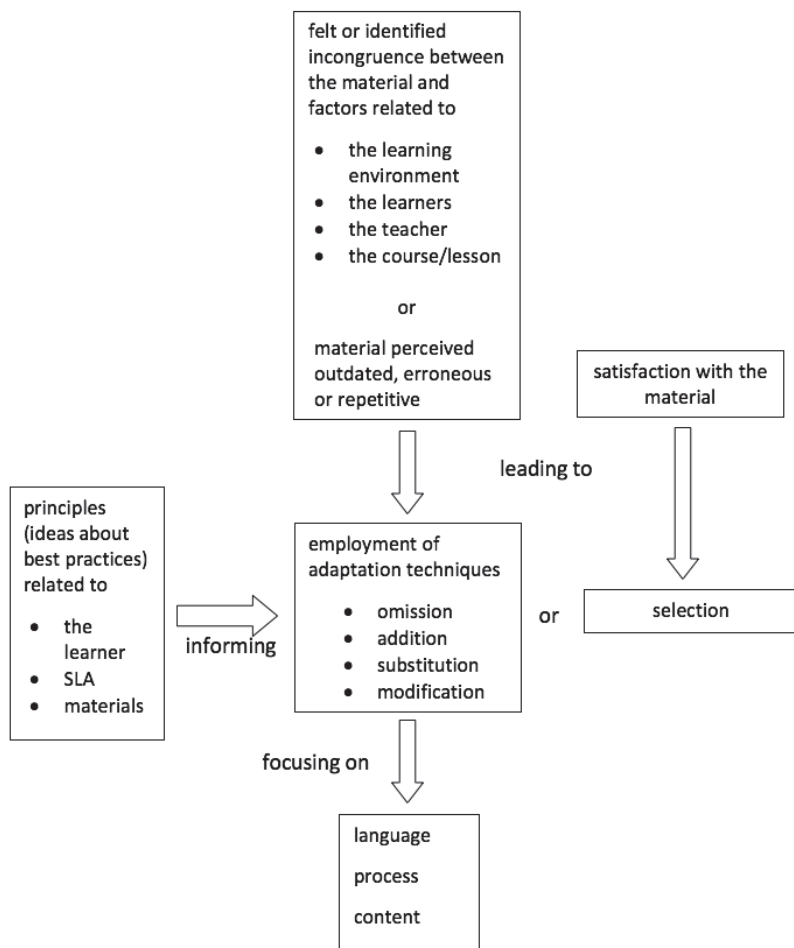 felt or identified
incongruence between
the material and
factors related to
• the learning
environment
• the learners
• the teacher
• the course/lesson
or
material perceived
outdated, erroneous
or repetitive
satisfaction with the
material
leading to
principles
(ideas about
best practices)
related to
• the
learner
• SLA
• materials
informing
employment of
adaptation techniques
• omission
• addition
• substitution
• modification
or
selection
focusing on
language
process
content